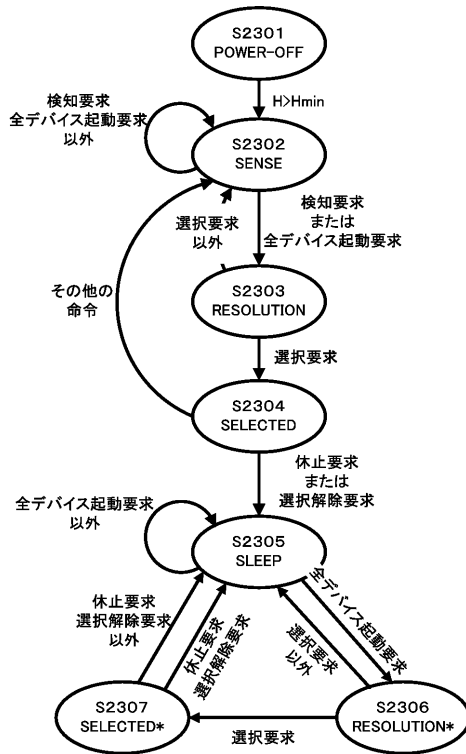 S2301
POWER-OFF
H>Hmin
検知要求
全デバイス起動要求
以外
S2302
SENSE
選択要求
以外
検知要求
または
全デバイス起動要求
その他の
命令
S2303
RESOLUTION
選択要求
S2304
SELECTED
休止要求
または
選択解除要求
全デバイス起動要求
以外
S2305
SLEEP
休止要求
選択解除要求
以外
休止要求
選択解除要求
選択要求
以外
全デバイス起動要求
S2307
SELECTED*
選択要求
S2306
RESOLUTION*